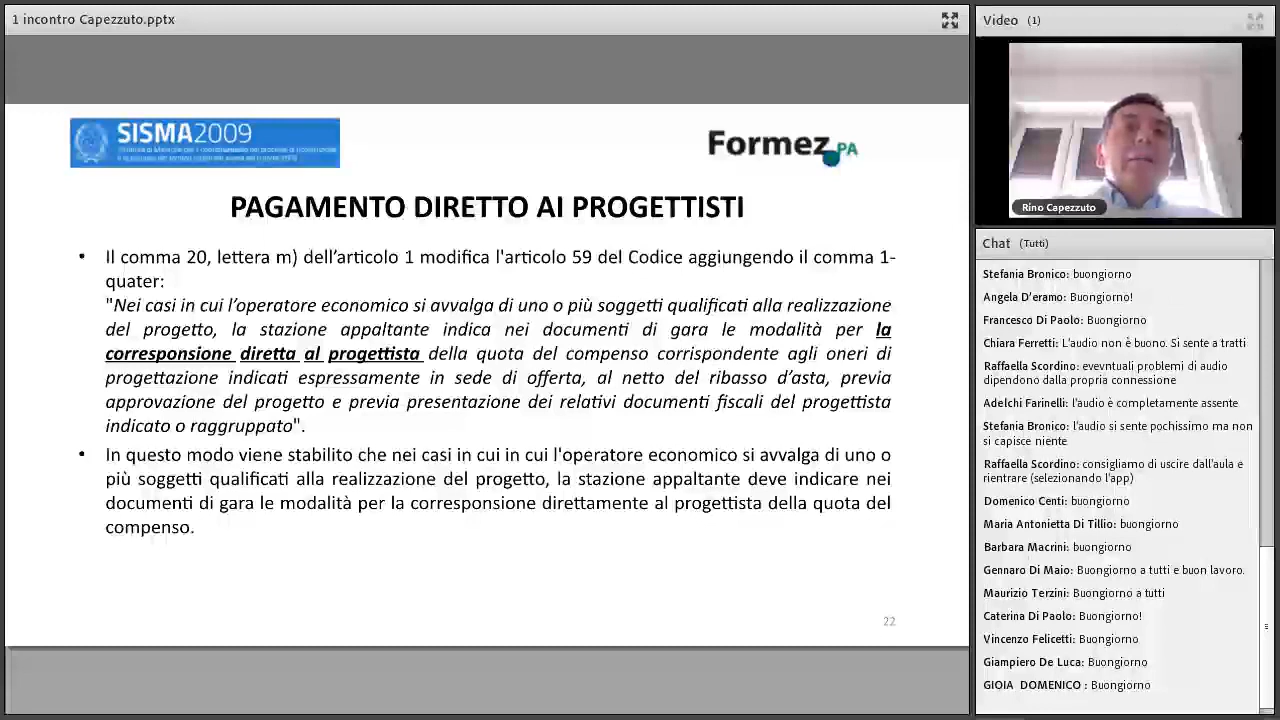 1 incontro Capezzuto.pptx
SISMA2009
Formez PA
PAGAMENTO DIRETTO AI PROGETTISTI
• Il comma 20, lettera m) dell’articolo 1 modifica l'articolo 59 del Codice aggiungendo il comma 1-
quater:
"Nei casi in cui l’operatore economico si avvalga di uno o più soggetti qualificati alla realizzazione
del progetto, la stazione appaltante indica nei documenti di gara le modalità per la
corresponsione diretta al progettista della quota del compenso corrispondente agli oneri di
progettazione indicati espressamente in sede di offerta, al netto del ribasso d’asta, previa
approvazione del progetto e previa presentazione dei relativi documenti fiscali del progettista
indicato o raggruppato".
• In questo modo viene stabilito che nei casi in cui in cui l'operatore economico si avvalga di uno o
più soggetti qualificati alla realizzazione del progetto, la stazione appaltante deve indicare nei
documenti di gara le modalità per la corresponsione direttamente al progettista della quota del
compenso.
22
Video (1)
Rino Capezzuto
Chat (Tutti)
Stefania Bronico: buongiorno
Angela D'eramo: Buongiorno!
Francesco Di Paolo: Buongiorno
Chiara Ferretti: L'audio non è buono. Si sente a tratti
Raffaella Scordino: eveventuali problemi di audio
dipendono dalla propria connessione
Adelchi Farinelli: l'audio è completamente assente
Stefania Bronico: l'audio si sente pochissimo ma non
si capisce niente
Raffaella Scordino: consigliamo di uscire dall'aula e
rientrare (selezionando l'app)
Domenico Centi: buongiorno
Maria Antonietta Di Tillio: buongiorno
Barbara Macrini: buongiorno
Gennaro Di Maio: Buongiorno a tutti e buon lavoro.
Maurizio Terzini: Buongiorno a tutti
Caterina Di Paolo: Buongiorno!
Vincenzo Felicetti: Buongiorno
Giampiero De Luca: Buongiorno
GIOIA DOMENICO : Buongiorno